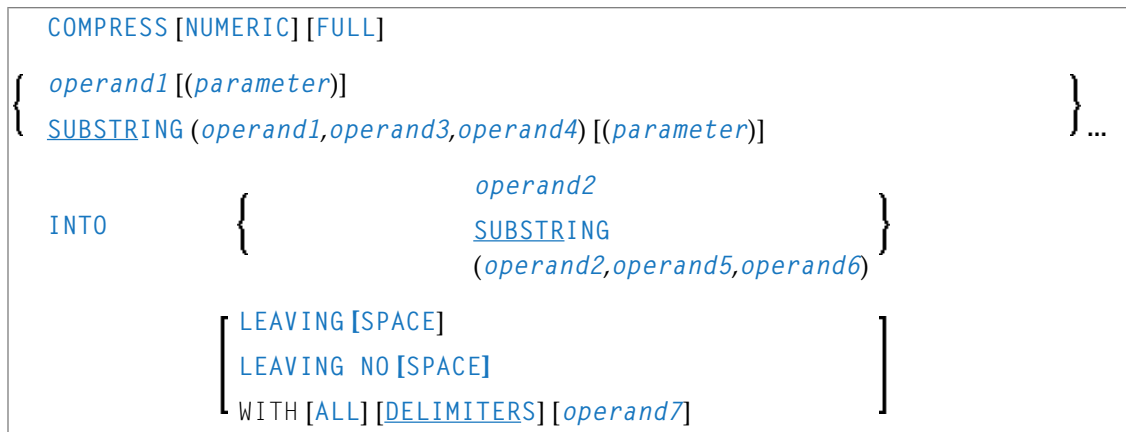 COMPRESS [NUMERIC] [FULL]
operand1 [(parameter)]
SUBSTRING (operand1,operand3,operand4) [(parameter)]
...
INTO
operand2
SUBSTRING
(operand2,operand5,operand6)
LEAVING [SPACE]
LEAVING NO [SPACE]
WITH [ALL] [DELIMITERS] [operand7]